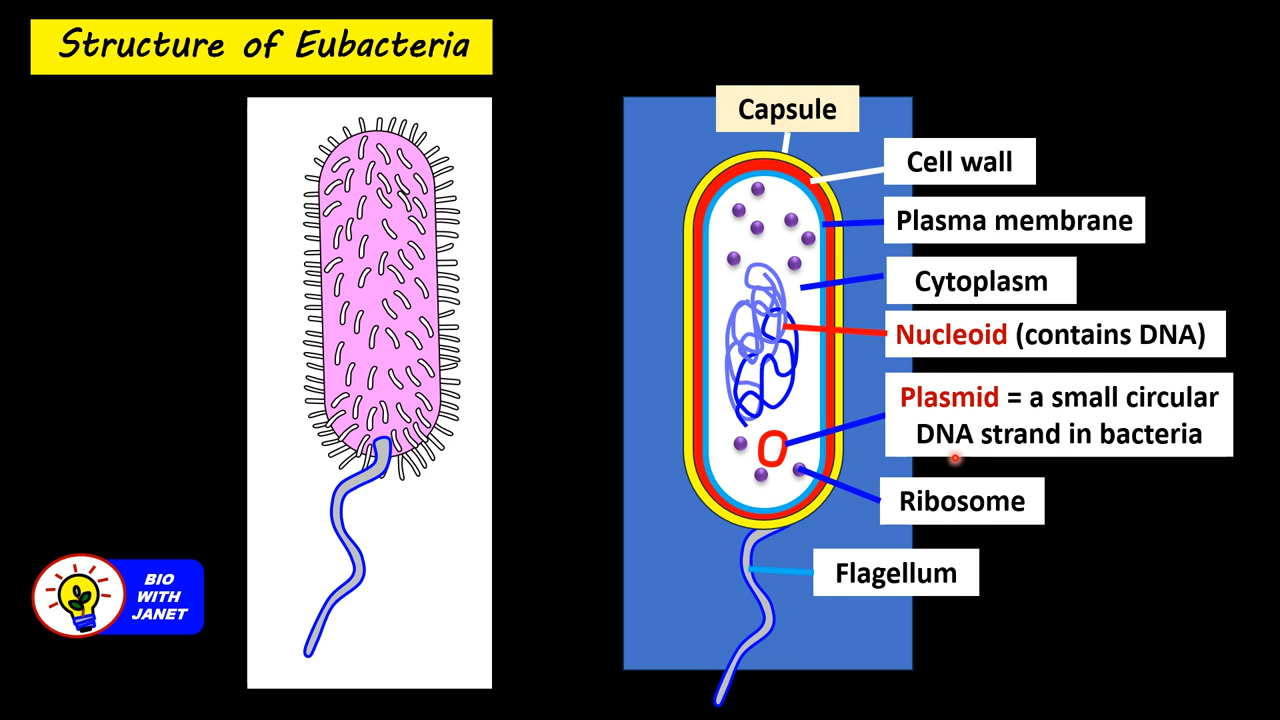 Structure of Eubacteria
Capsule
Cell wall
Plasma membrane
Cytoplasm
Nucleoid (contains DNA)
Plasmid = a small circular
DNA strand in bacteria
Ribosome
Flagellum
BIO
WITH
JANET